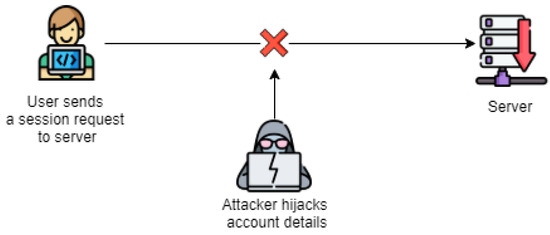 User sends
a session request
to server
Server
Attacker hijacks
account details